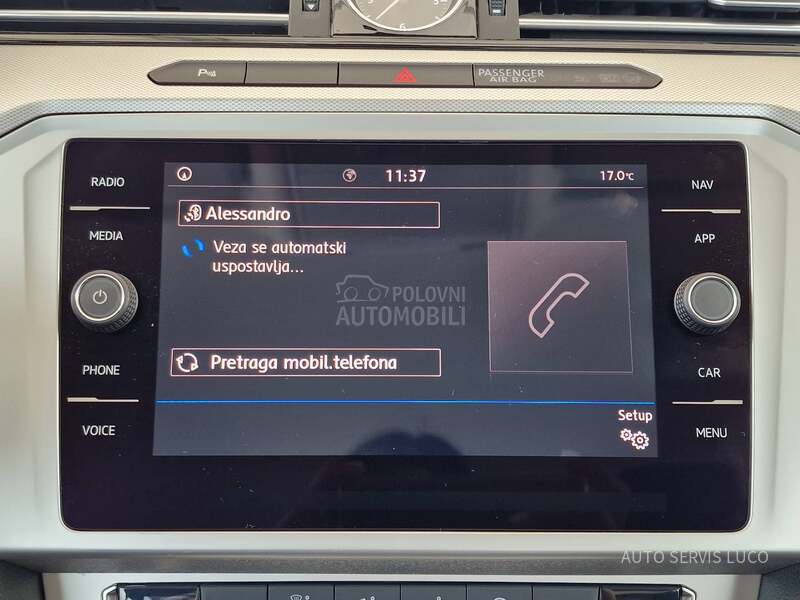 PASSENGER
AIR BAG
RADIO
MEDIA
PHONE
VOICE
11:37
17.0°C
Alessandro
Veza se automatski
uspostavlja...
POLOVNI
AUTOMOBILI
Pretraga mobil.telefona
Setup
NAV
APP
CAR
MENU
AUTO SERVIS LUCO